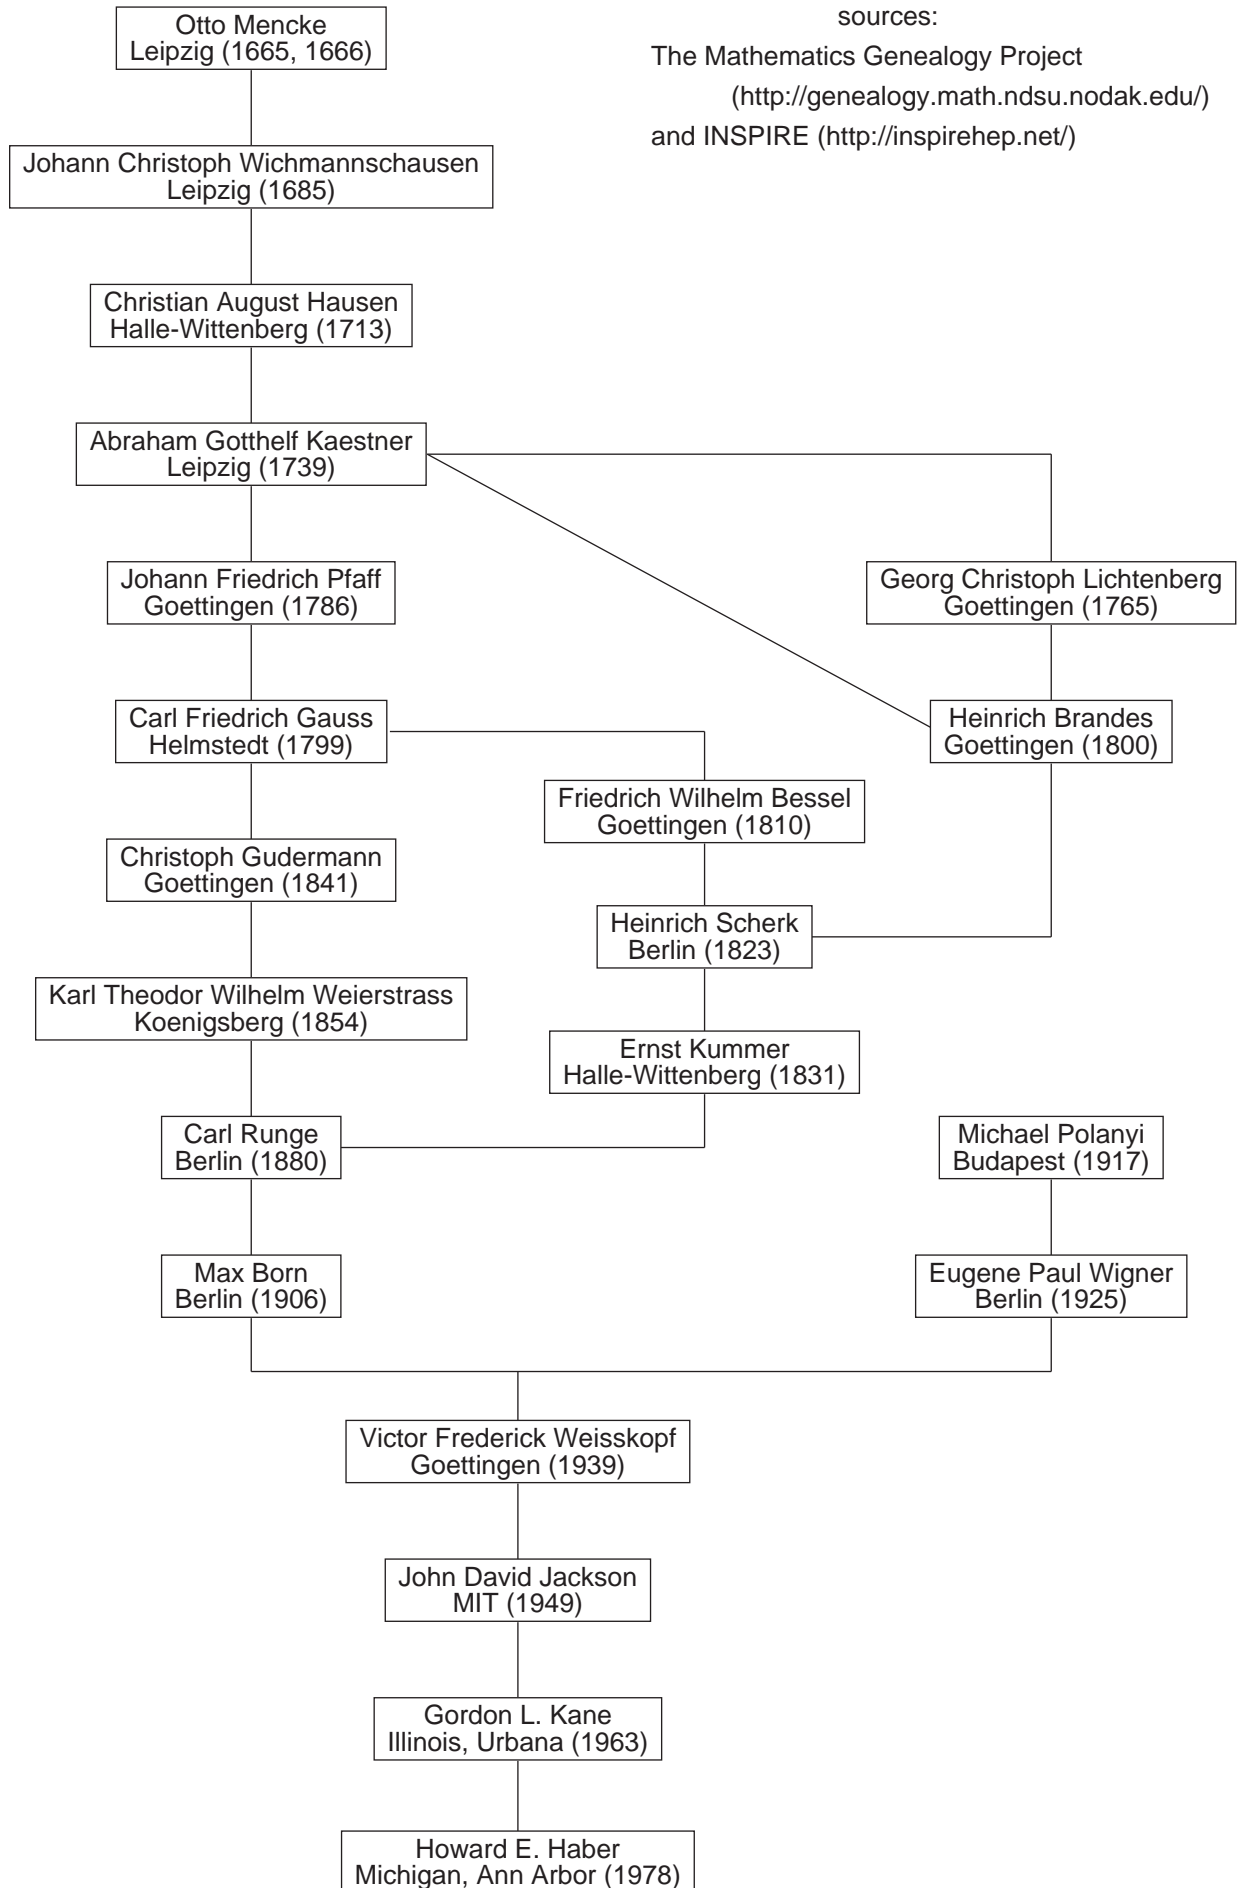 Otto Mencke
Leipzig (1665, 1666)
sources:
The Mathematics Genealogy Project
(http://genealogy.math.ndsu.nodak.edu/)
and INSPIRE (http://inspirehep.net/)
Johann Christoph Wichmannschausen
Leipzig (1685)
Christian August Hausen
Halle-Wittenberg (1713)
Abraham Gotthelf Kaestner
Leipzig (1739)
Johann Friedrich Pfaff
Goettingen (1786)
Georg Christoph Lichtenberg
Goettingen (1765)
Carl Friedrich Gauss
Helmstedt (1799)
Heinrich Brandes
Goettingen (1800)
Friedrich Wilhelm Bessel
Goettingen (1810)
Christoph Gudermann
Goettingen (1841)
Heinrich Scherk
Berlin (1823)
Karl Theodor Wilhelm Weierstrass
Koenigsberg (1854)
Ernst Kummer
Halle-Wittenberg (1831)
Carl Runge
Berlin (1880)
Michael Polanyi
Budapest (1917)
Max Born
Berlin (1906)
Eugene Paul Wigner
Berlin (1925)
Victor Frederick Weisskopf
Goettingen (1939)
John David Jackson
MIT (1949)
Gordon L. Kane
Illinois, Urbana (1963)
Howard E. Haber
Michigan, Ann Arbor (1978)